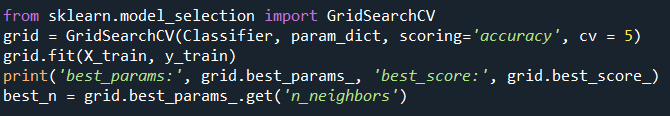 from sklearn.model_selection import GridSearchCV
grid = GridSearchCV(Classifier, param_dict, scoring='accuracy', cv = 5)
grid.fit(X_train, y_train)
print('best_params:', grid.best_params_, 'best_score:', grid.best_score_)
best_n = grid.best_params_.get('n_neighbors')